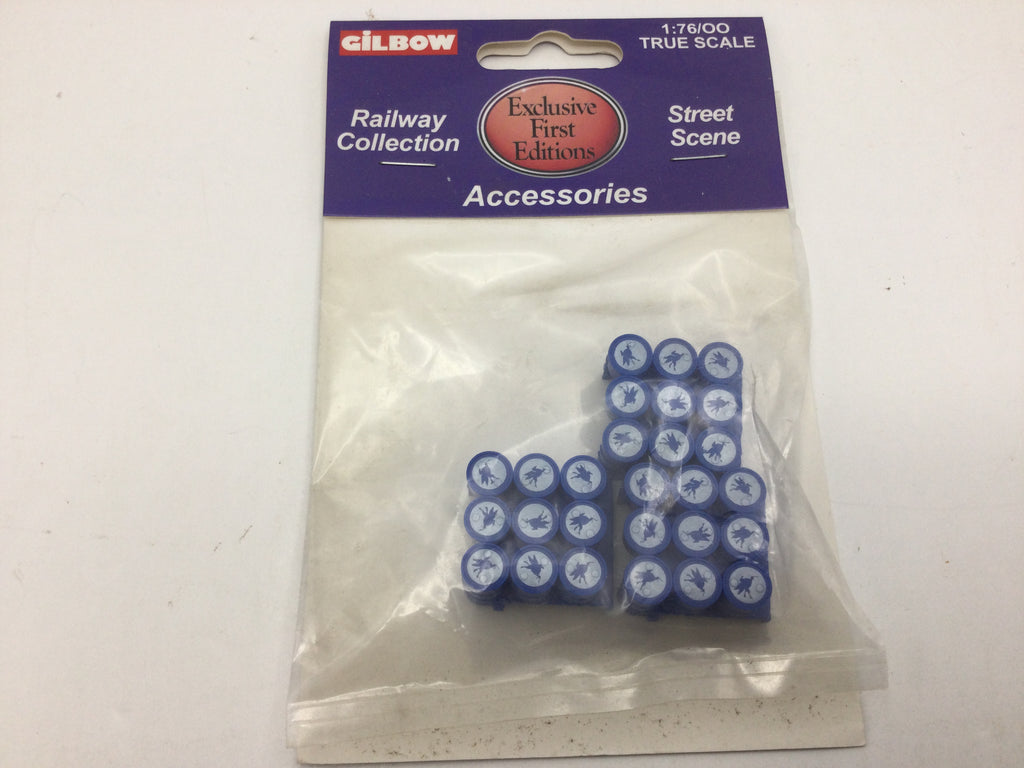 GILBOW
1:76/OO
TRUE SCALE
Railway
Collection
Exclusive
First
Editions
Street
Scene
Accessories